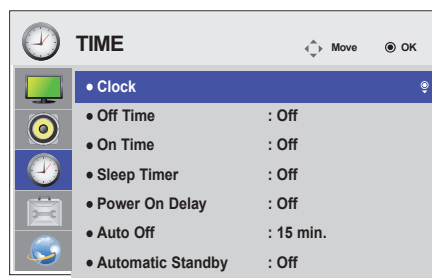 TIME
Move
OK
● Clock
● Off Time : Off
● On Time : Off
● Sleep Timer : Off
● Power On Delay : Off
● Auto Off : 15 min.
● Automatic Standby : Off